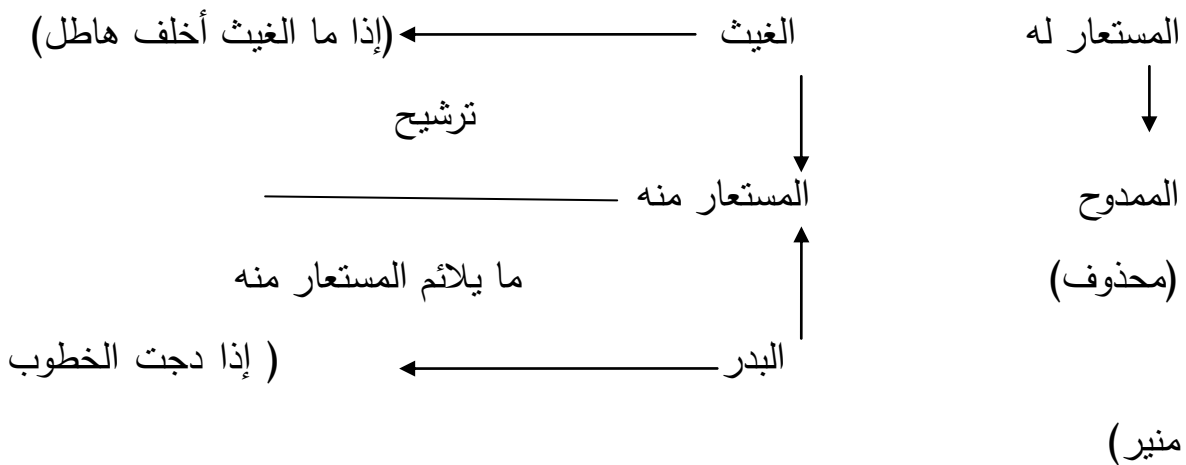 المستعار له الغيث (إذا ما الغيث أخلف هاطل)
ترشيح
الممدوح المستعار منه
(محذوف) ما يلائم المستعار منه
البدر ( إذا دجت الخطوب
منير)